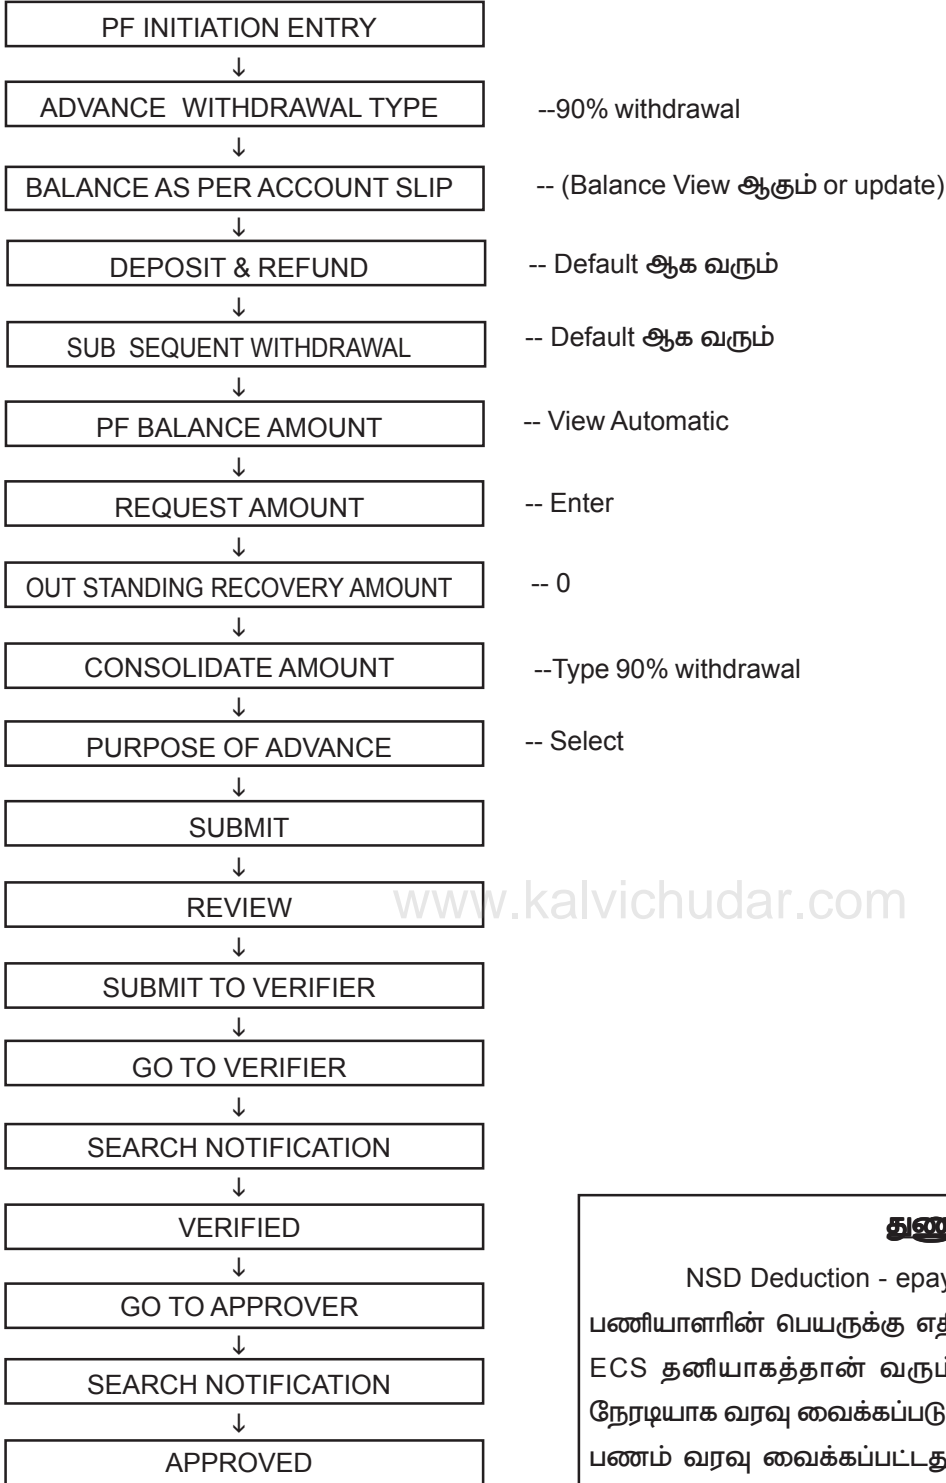 PF INITIATION ENTRY
↓
ADVANCE WITHDRAWAL TYPE --90% withdrawal
↓
BALANCE AS PER ACCOUNT SLIP -- (Balance View ஆகும் or update)
↓
DEPOSIT & REFUND -- Default ஆக வரும்
↓
SUB SEQUENT WITHDRAWAL -- Default ஆக வரும்
↓
PF BALANCE AMOUNT -- View Automatic
↓
REQUEST AMOUNT -- Enter
↓
OUT STANDING RECOVERY AMOUNT -- 0
↓
CONSOLIDATE AMOUNT --Type 90% withdrawal
↓
PURPOSE OF ADVANCE -- Select
↓
SUBMIT
↓
REVIEW
www.kalvichudar.com
↓
SUBMIT TO VERIFIER
↓
GO TO VERIFIER
↓
SEARCH NOTIFICATION
↓
VERIFIED
↓
GO TO APPROVER
↓
SEARCH NOTIFICATION
↓
APPROVED
NSD Deduction - epay
பணியாளரின் பெயருக்கு
ECS தனியாகத்தான்
நேரடியாக வரவு
பணம் வரவு வைக்கப்பட்டது